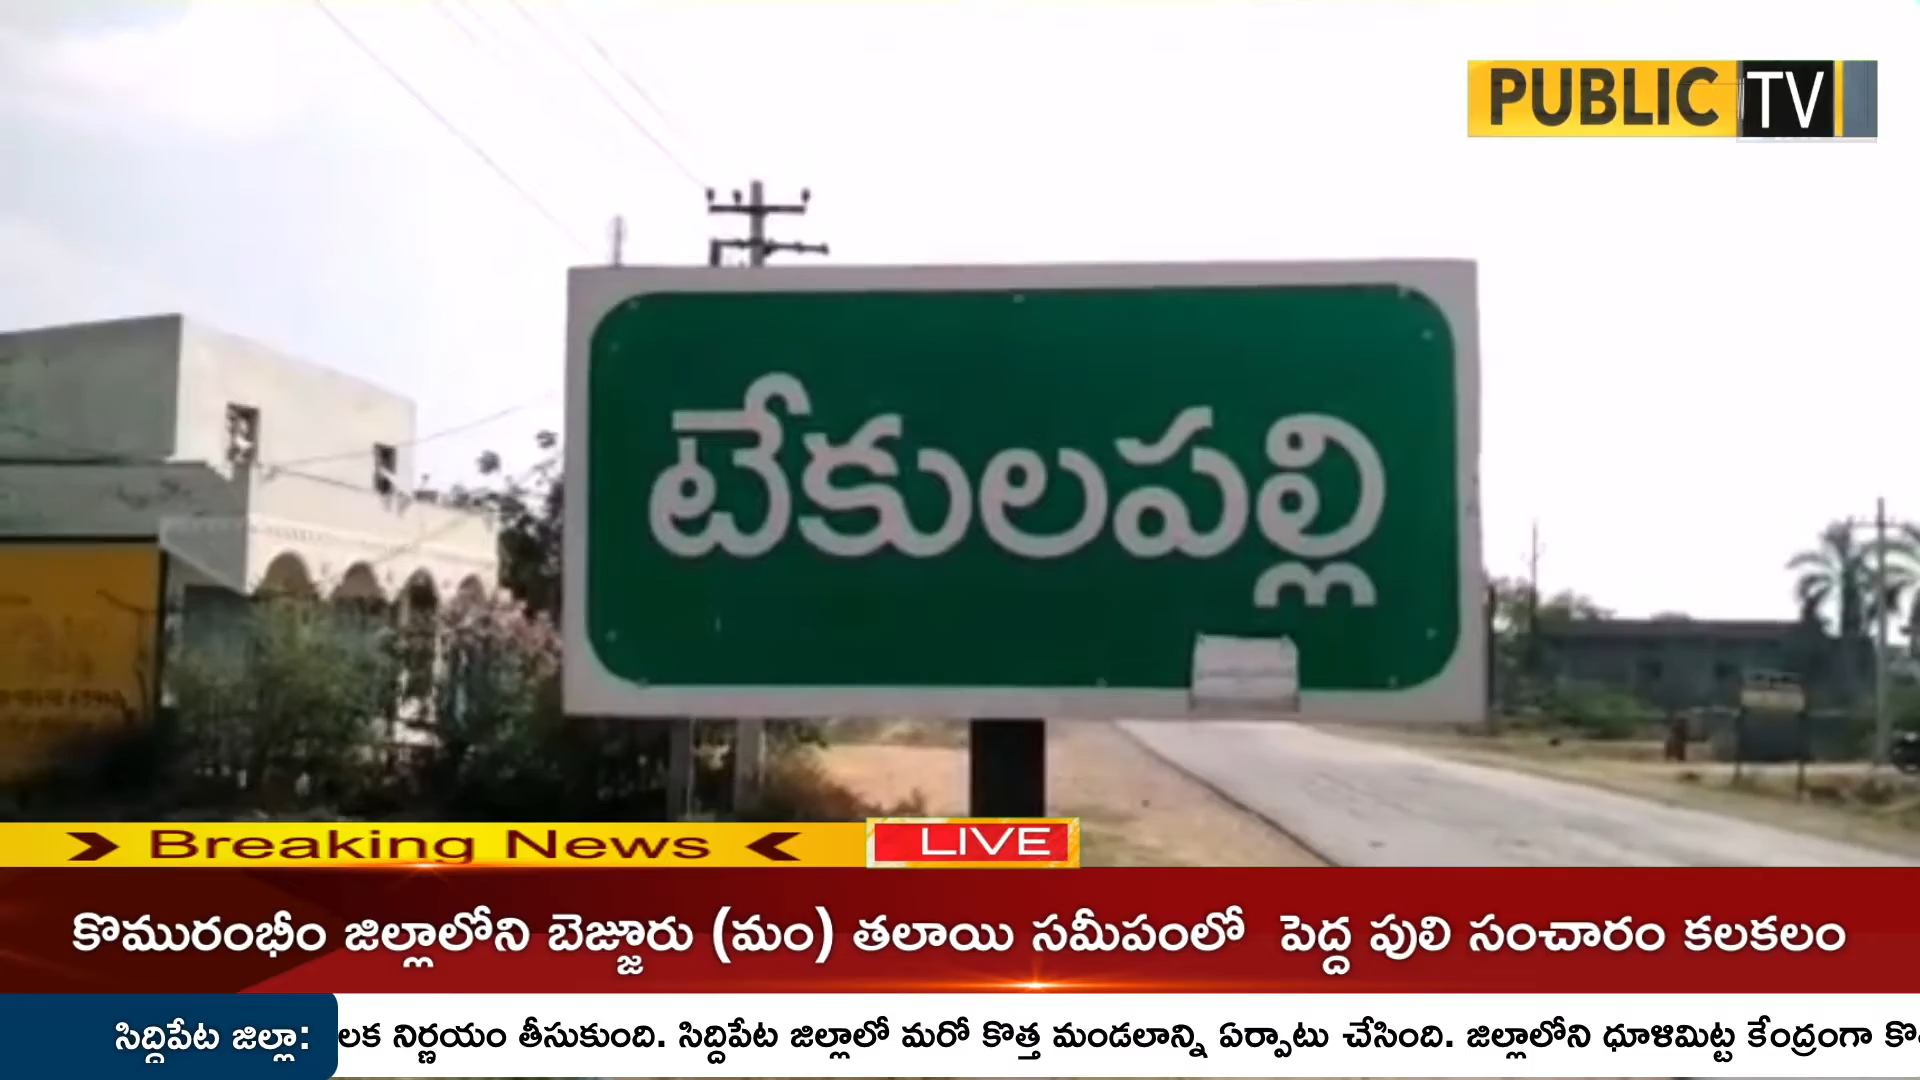 PUBLIC TV
టేకులపల్లి
Breaking News
LIVE
కొమురంభీం జిల్లాలోని బెజ్జూరు (మం) తలాయి సమీపంలో పెద్ద పులి సంచారం కలకలం
సిద్దిపేట జిల్లా: లక నిర్ణయం తీసుకుంది. సిద్దిపేట జిల్లాలో మరో కొత్త మండలాన్ని ఏర్పాటు చేసింది. జిల్లాలోని ధూళిమిట్ట కేంద్రంగా